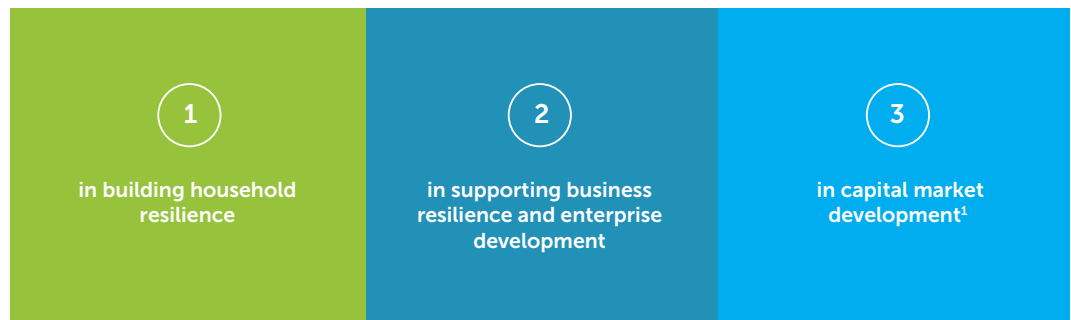 1
in building household
resilience
2
in supporting business
resilience and enterprise
development
3
in capital market
development¹